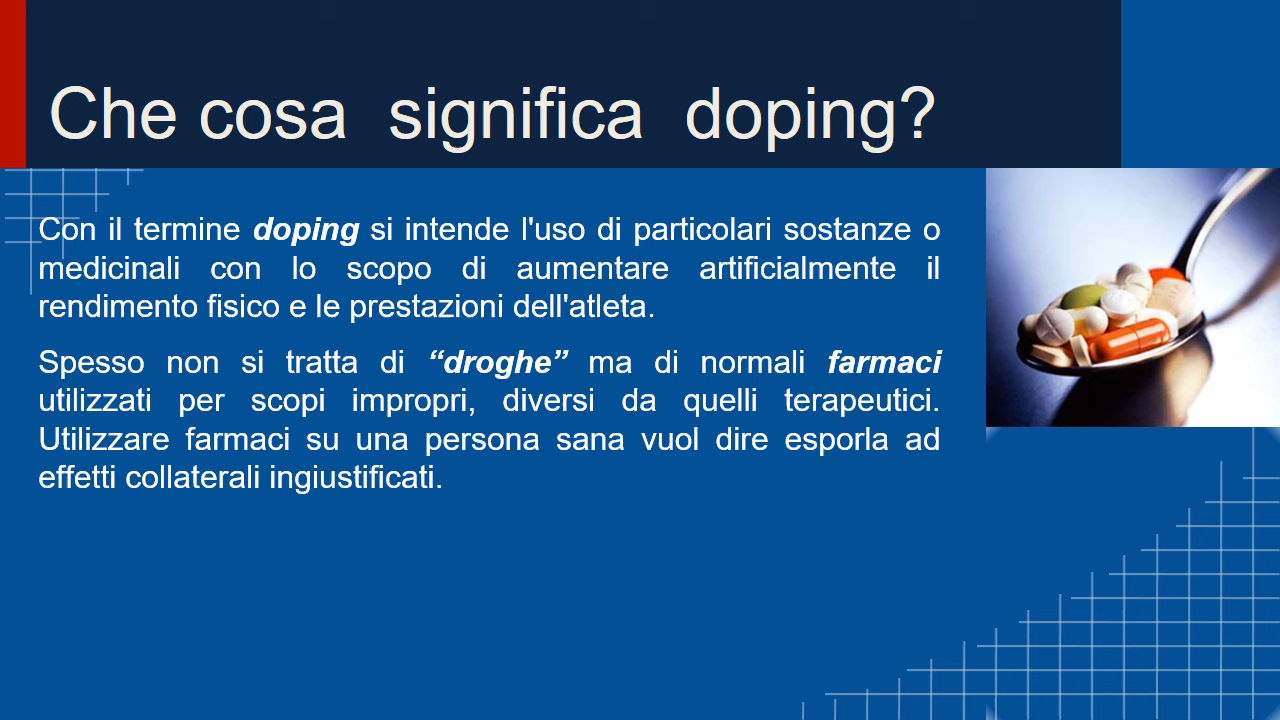 Che cosa significa doping?
Con il termine doping si intende l'uso di particolari sostanze o
medicinali con lo scopo di aumentare artificialmente il
rendimento fisico e le prestazioni dell'atleta.
Spesso non si tratta di “droghe” ma di normali farmaci
utilizzati per scopi impropri, diversi da quelli terapeutici.
Utilizzare farmaci su una persona sana vuol dire esporla ad
effetti collaterali ingiustificati.